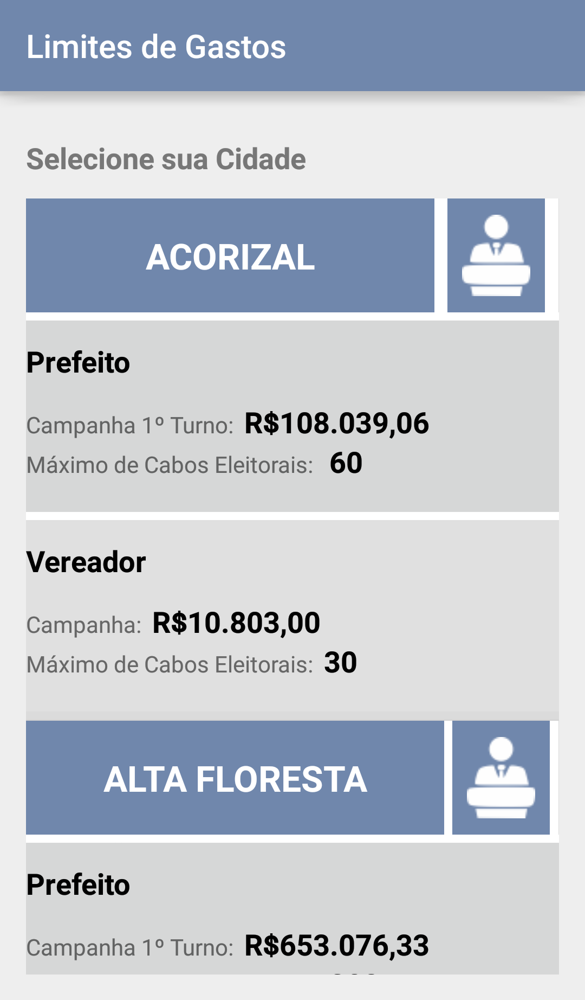 Limites de Gastos
Selecione sua Cidade
ACORIZAL
Prefeito
Campanha 1º Turno: R$108.039,06
Máximo de Cabos Eleitorais: 60
Vereador
Campanha: R$10.803,00
Máximo de Cabos Eleitorais: 30
ALTA FLORESTA
Prefeito
Campanha 1º Turno: R$653.076,33